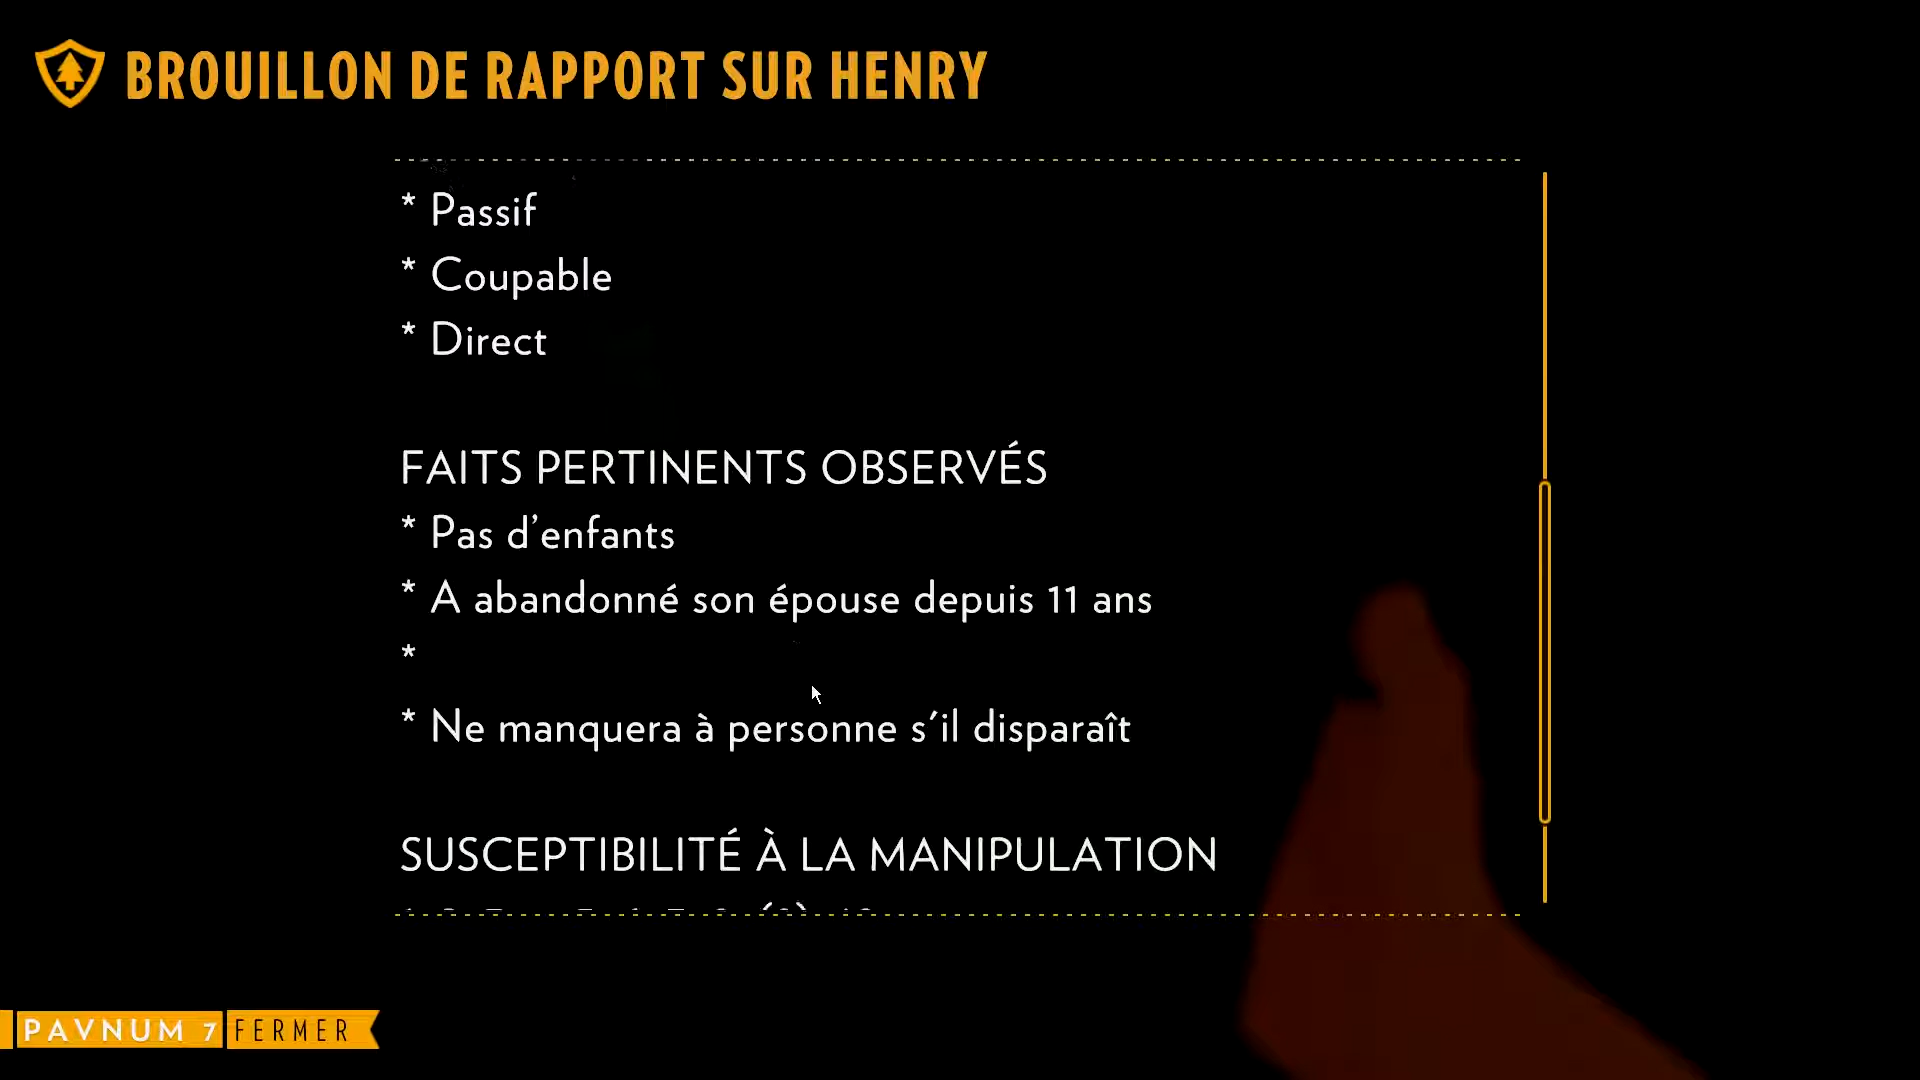 BROUILLON DE RAPPORT SUR HENRY
* Passif
* Coupable
* Direct
FAITS PERTINENTS OBSERVÉS
* Pas d’enfants
* A abandonné son épouse depuis 11 ans
*
* Ne manquera à personne s'il disparaît
SUSCEPTIBILITÉ À LA MANIPULATION
PAVNUM 7 FERMER